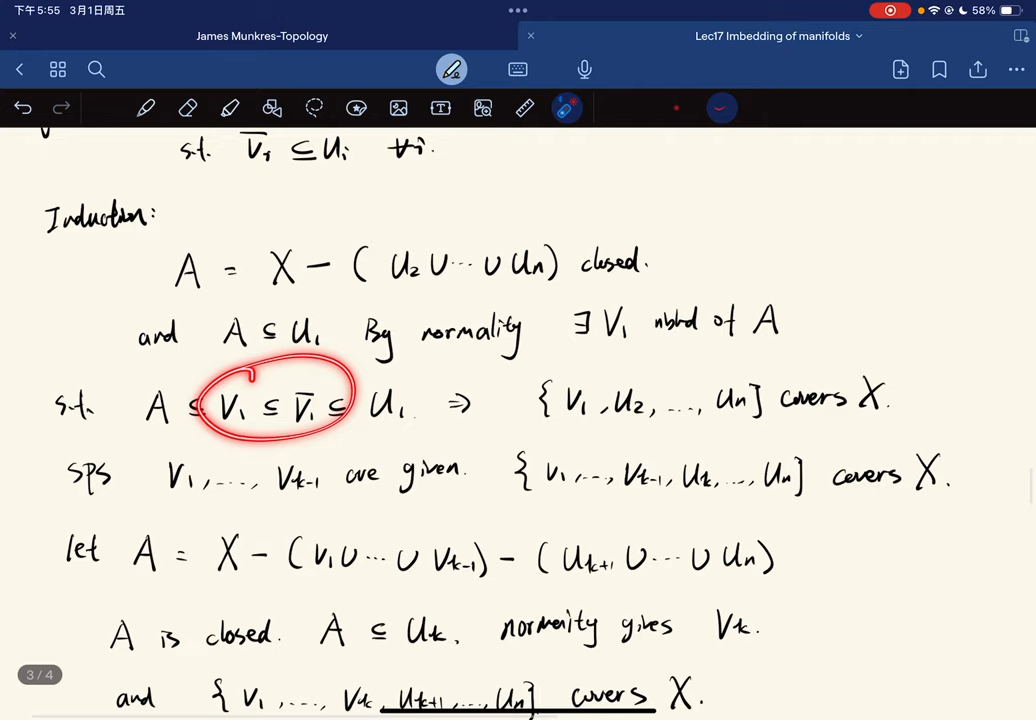 下午5:55 3月1日周五 58%
James Munkres-Topology
Lec17 Imbedding of manifolds
s.t. V̅ᵢ ⊆ Uᵢ ∀i.
Induction:
A = X − ( U₂ ∪ ⋯ ∪ Uₙ) closed.
and A ⊆ U₁ By normality ∃ V₁ nbhd of A
s.t. A ⊆ V₁ ⊆ V̅₁ ⊆ U₁ ⇒ {V₁, U₂, ..., Uₙ} covers X.
sps V₁, ..., Vₖ₋₁ are given. {V₁, ..., Vₖ₋₁, Uₖ, ..., Uₙ} covers X.
let A = X − (V₁ ∪ ⋯ ∪ Vₖ₋₁) − (Uₖ₊₁ ∪ ⋯ ∪ Uₙ)
A is closed. A ⊆ Uₖ. normality gives Vₖ.
3 / 4
and {V₁, ..., Vₖ, Uₖ₊₁, ..., Uₙ} covers X.